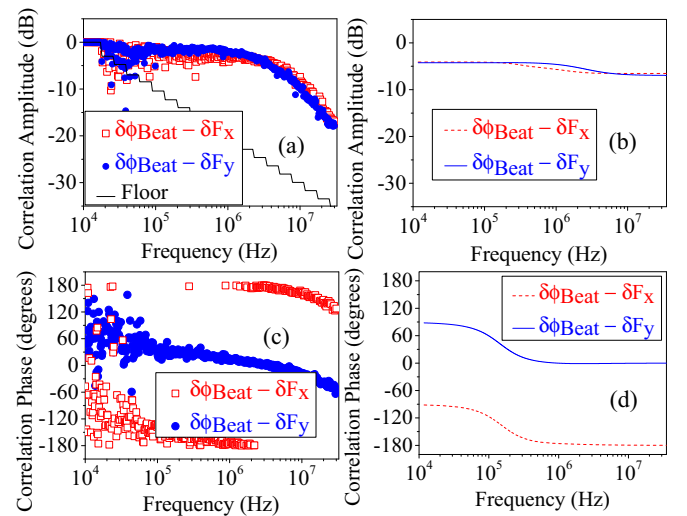 Correlation Amplitude (dB)
0
-10
-20
-30
δϕBeat – δFx
δϕBeat – δFy
Floor
(a)
10^4 10^5 10^6 10^7
Frequency (Hz)
Correlation Amplitude (dB)
0
-10
-20
-30
δϕBeat – δFx
δϕBeat – δFy
(b)
10^4 10^5 10^6 10^7
Frequency (Hz)
Correlation Phase (degrees)
180
120
60
0
-60
-120
-180
(c)
δϕBeat – δFx
δϕBeat – δFy
10^4 10^5 10^6 10^7
Frequency (Hz)
Correlation Phase (degrees)
180
120
60
0
-60
-120
-180
δϕBeat – δFx
δϕBeat – δFy
(d)
10^4 10^5 10^6 10^7
Frequency (Hz)